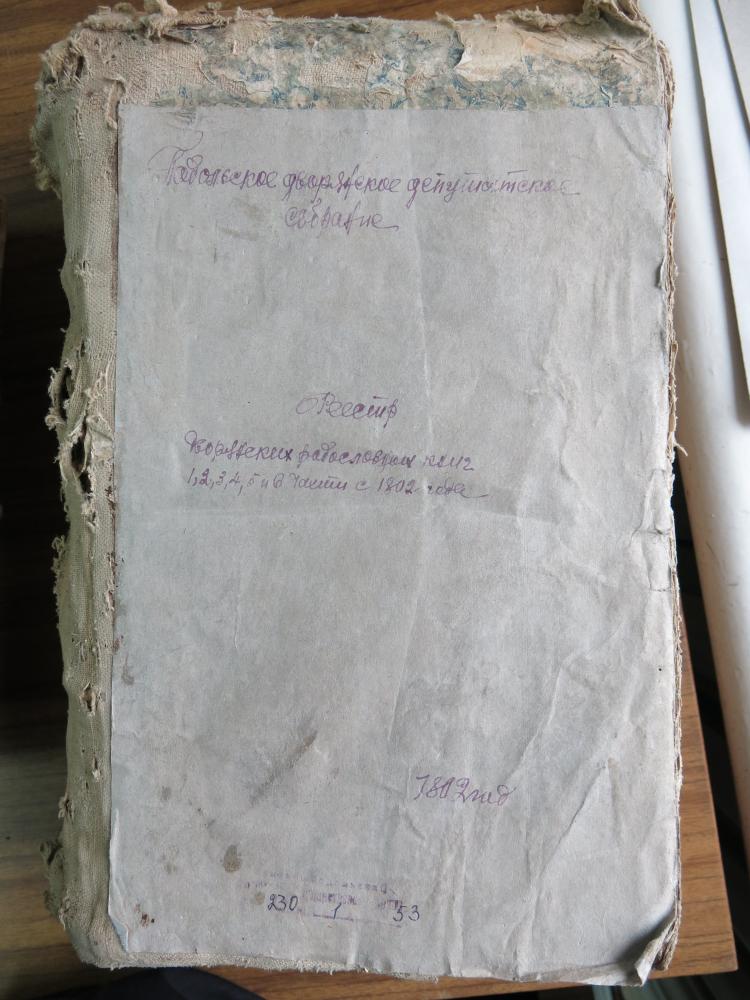 Подольское дворянское депутатское
собрание
Реестр
дворянских родословных книг
1, 2, 3, 4, 5 и 6 части с 1802 года
1802 год
230 1 53